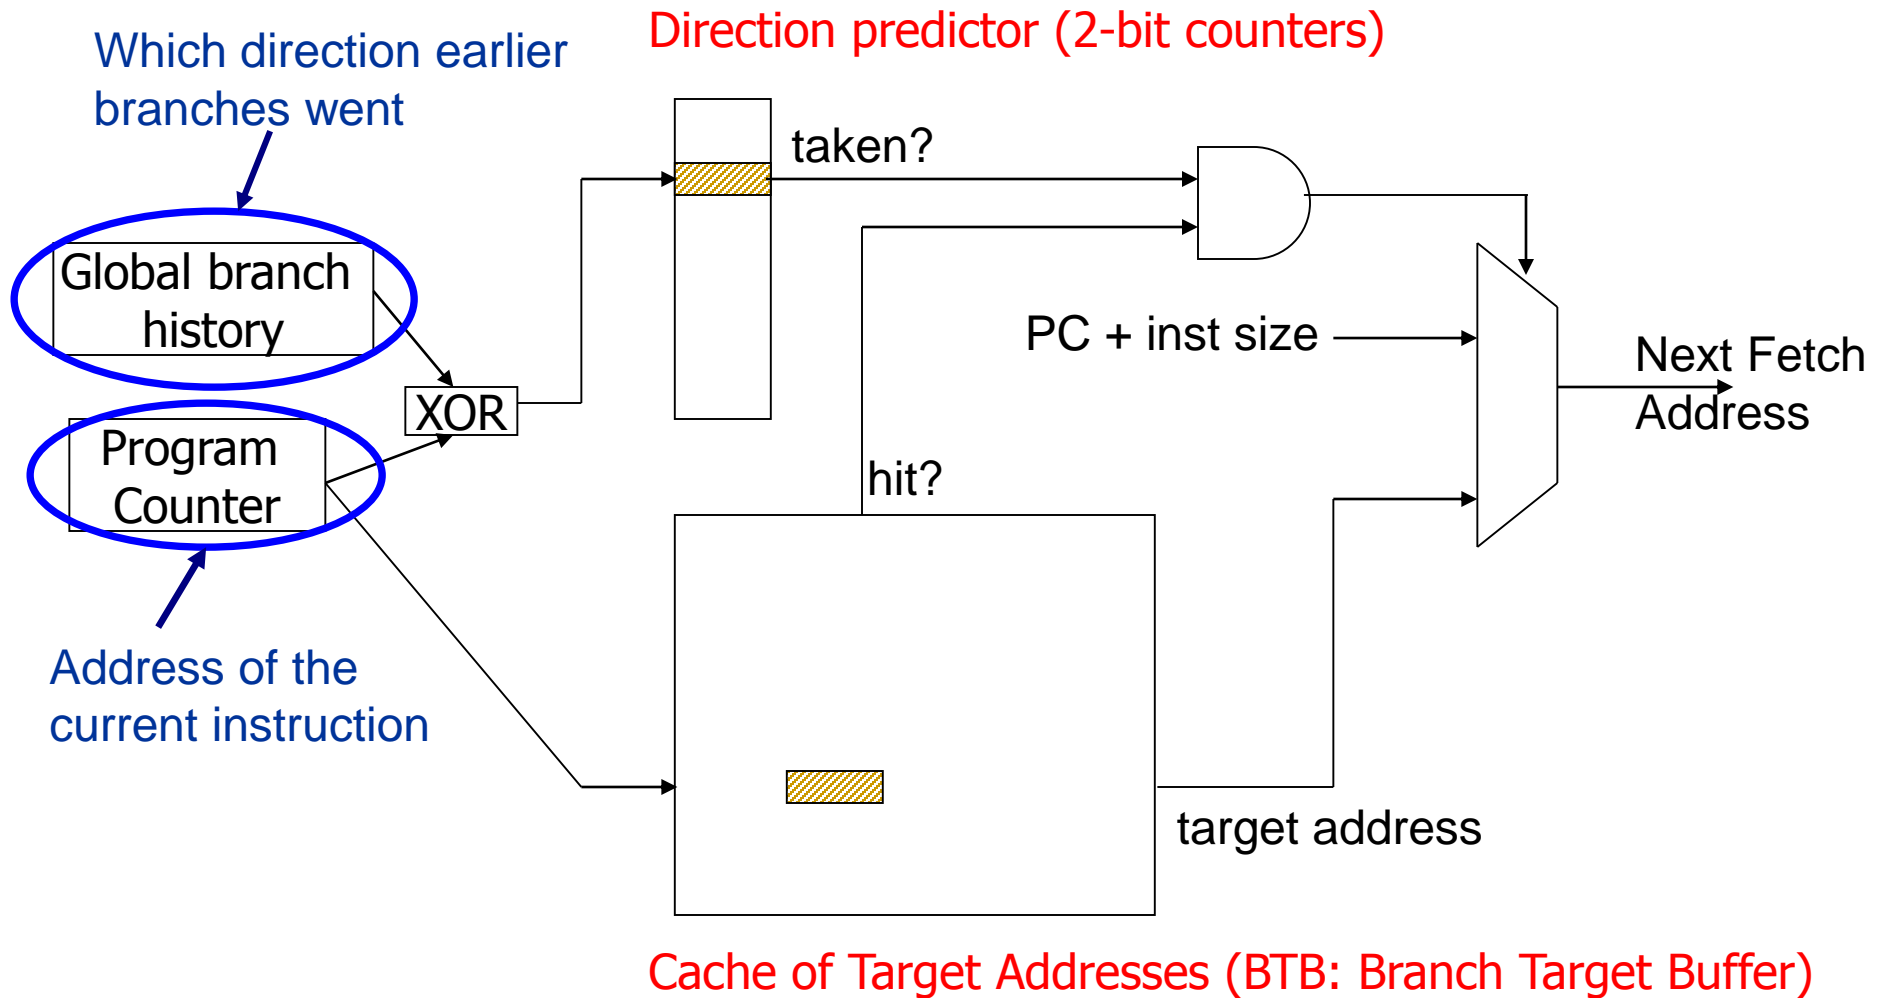 Direction predictor (2-bit counters)
Which direction earlier
branches went
taken?
Global branch
history
PC + inst size
Next Fetch
Address
XOR
Program
Counter
hit?
Address of the
current instruction
target address
Cache of Target Addresses (BTB: Branch Target Buffer)